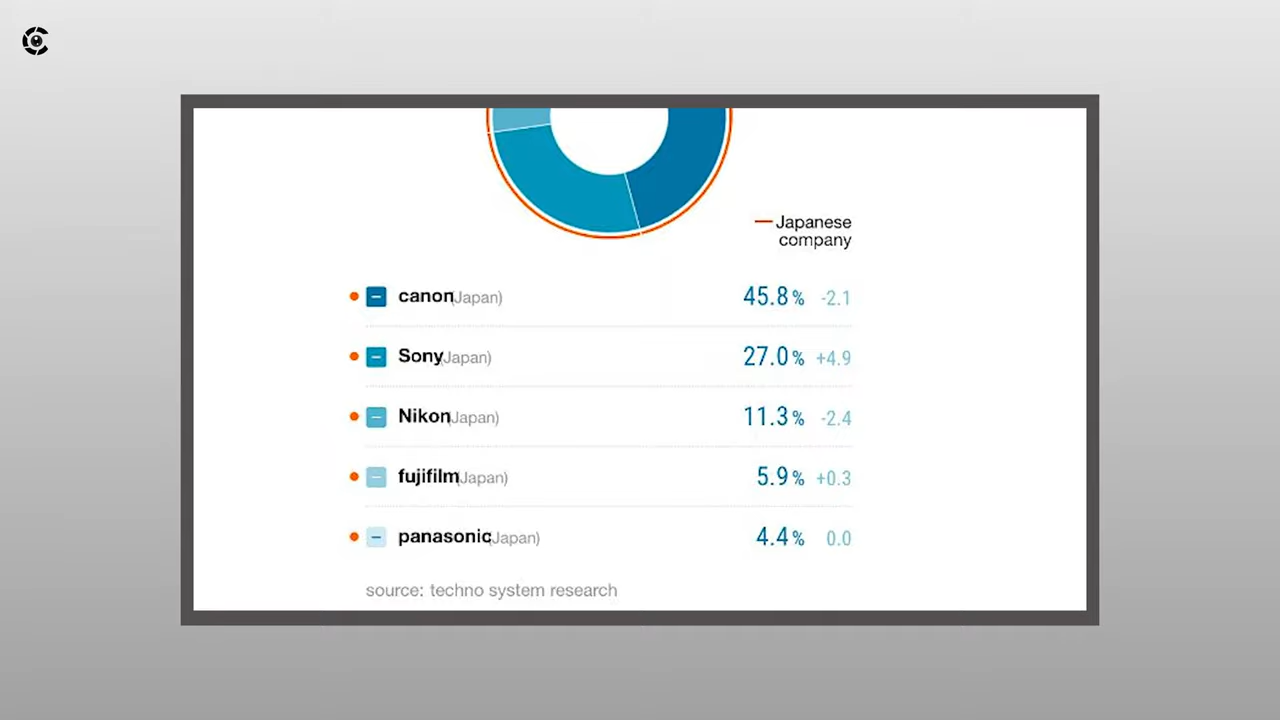 Japanese
company
canon(Japan) 45.8% -2.1
Sony(Japan) 27.0% +4.9
Nikon(Japan) 11.3% -2.4
fujifilm(Japan) 5.9% +0.3
panasonic(Japan) 4.4% 0.0
source: techno system research